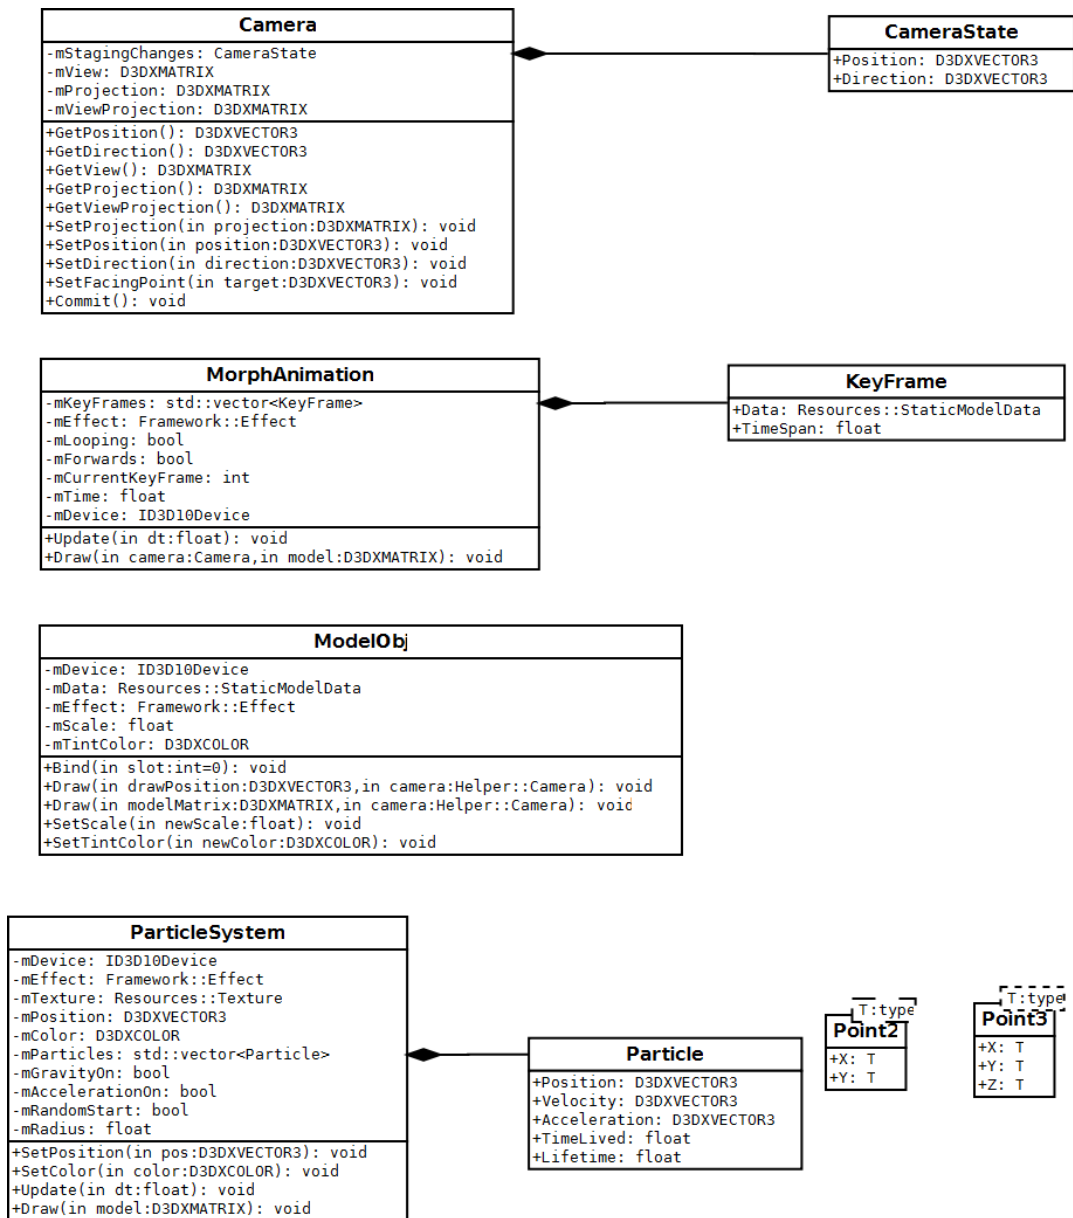 Camera
-mStagingChanges: CameraState
-mView: D3DXMATRIX
-mProjection: D3DXMATRIX
-mViewProjection: D3DXMATRIX
+GetPosition(): D3DXVECTOR3
+GetDirection(): D3DXVECTOR3
+GetView(): D3DXMATRIX
+GetProjection(): D3DXMATRIX
+GetViewProjection(): D3DXMATRIX
+SetProjection(in projection:D3DXMATRIX): void
+SetPosition(in position:D3DXVECTOR3): void
+SetDirection(in direction:D3DXVECTOR3): void
+SetFacingPoint(in target:D3DXVECTOR3): void
+Commit(): void
CameraState
+Position: D3DXVECTOR3
+Direction: D3DXVECTOR3
MorphAnimation
-mKeyFrames: std::vector<KeyFrame>
-mEffect: Framework::Effect
-mLooping: bool
-mForwards: bool
-mCurrentKeyFrame: int
-mTime: float
-mDevice: ID3D10Device
+Update(in dt:float): void
+Draw(in camera:Camera,in model:D3DXMATRIX): void
KeyFrame
+Data: Resources::StaticModelData
+TimeSpan: float
ModelObj
-mDevice: ID3D10Device
-mData: Resources::StaticModelData
-mEffect: Framework::Effect
-mScale: float
-mTintColor: D3DXCOLOR
+Bind(in slot:int=0): void
+Draw(in drawPosition:D3DXVECTOR3,in camera:Helper::Camera): void
+Draw(in modelMatrix:D3DXMATRIX,in camera:Helper::Camera): void
+SetScale(in newScale:float): void
+SetTintColor(in newColor:D3DXCOLOR): void
ParticleSystem
-mDevice: ID3D10Device
-mEffect: Framework::Effect
-mTexture: Resources::Texture
-mPosition: D3DXVECTOR3
-mColor: D3DXCOLOR
-mParticles: std::vector<Particle>
-mGravityOn: bool
-mAccelerationOn: bool
-mRandomStart: bool
-mRadius: float
+SetPosition(in pos:D3DXVECTOR3): void
+SetColor(in color:D3DXCOLOR): void
+Update(in dt:float): void
+Draw(in model:D3DXMATRIX): void
Particle
+Position: D3DXVECTOR3
+Velocity: D3DXVECTOR3
+Acceleration: D3DXVECTOR3
+TimeLived: float
+Lifetime: float
T:type
Point2
+X: T
+Y: T
T:type
Point3
+X: T
+Y: T
+Z: T